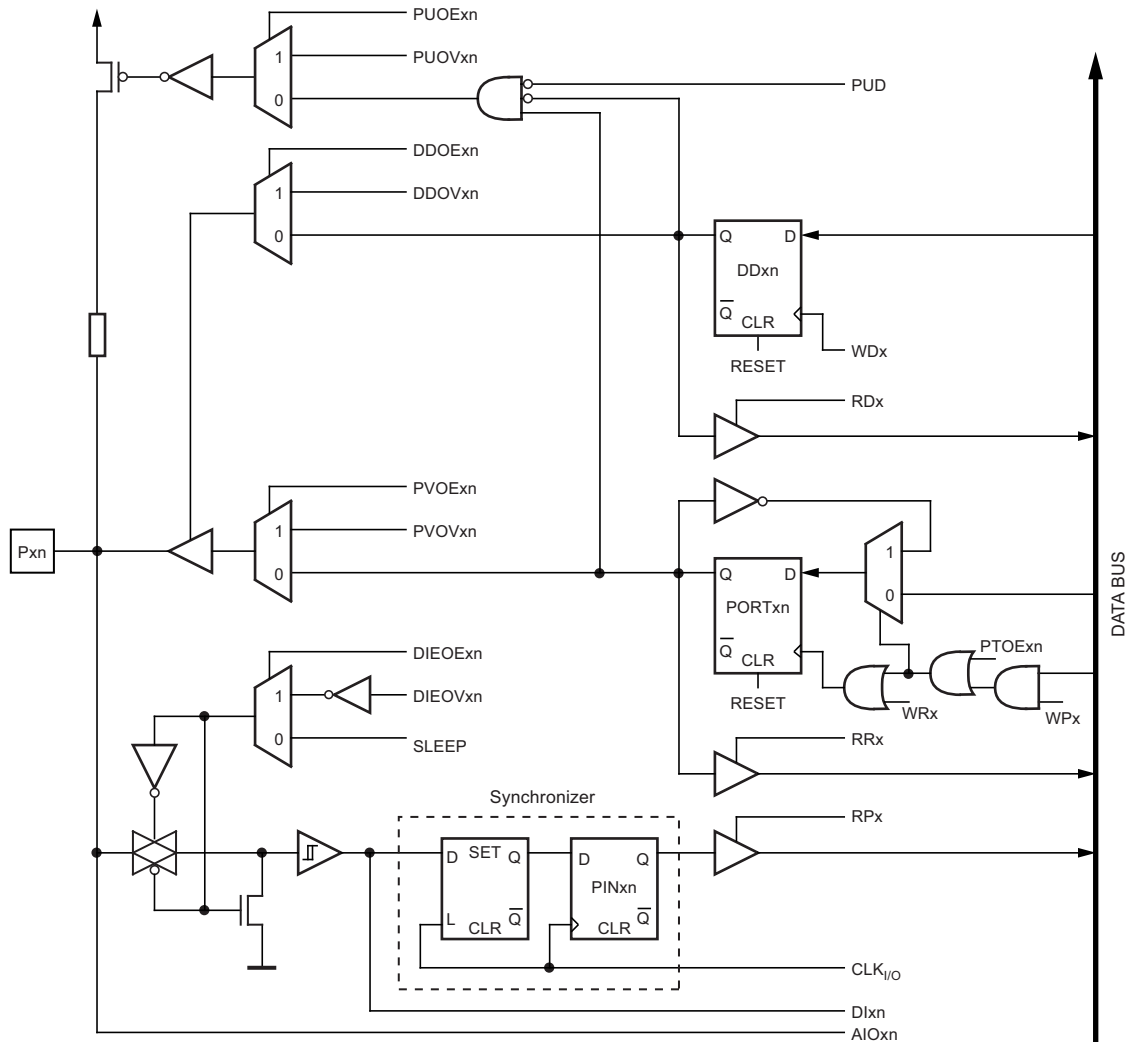 PUOExn
1
PUOVxn
0
PUD
DDOExn
1
DDOVxn
0
Q D
DDxn
Q
CLR
RESET
WDx
RDx
PVOExn
1
PVOVxn
0
Pxn
1
0
Q D
PORTxn
Q
CLR
RESET
PTOExn
WRx
WPx
DATA BUS
DIEOExn
1
DIEOVxn
0
SLEEP
RRx
Synchronizer
RPx
D SET Q
L CLR Q
D Q
PINxn
CLR Q
CLKI/O
DIxn
AIOxn